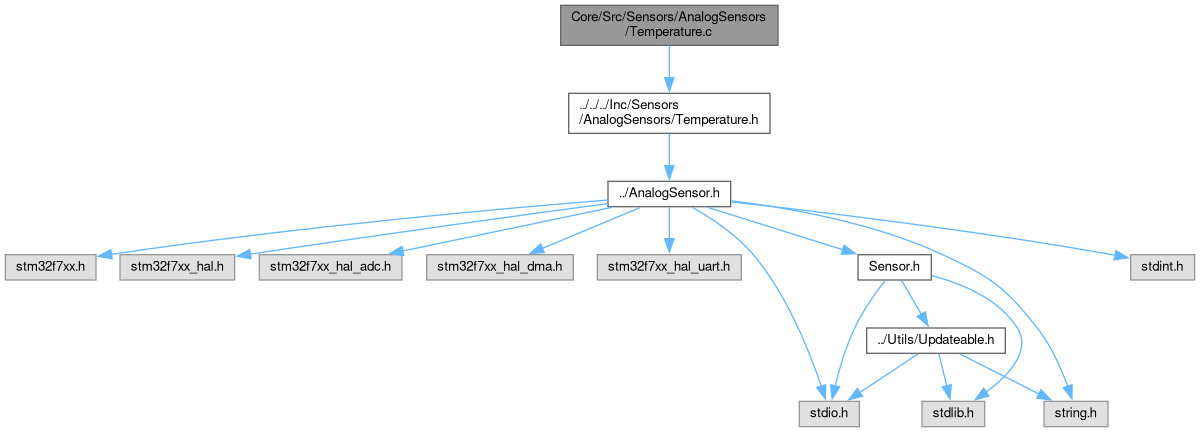 Core/Src/Sensors/AnalogSensors
/Temperature.c
../../../Inc/Sensors
/AnalogSensors/Temperature.h
../AnalogSensor.h
stm32f7xx.h
stm32f7xx_hal.h
stm32f7xx_hal_adc.h
stm32f7xx_hal_dma.h
stm32f7xx_hal_uart.h
Sensor.h
stdint.h
../Utils/Updateable.h
stdio.h
stdlib.h
string.h